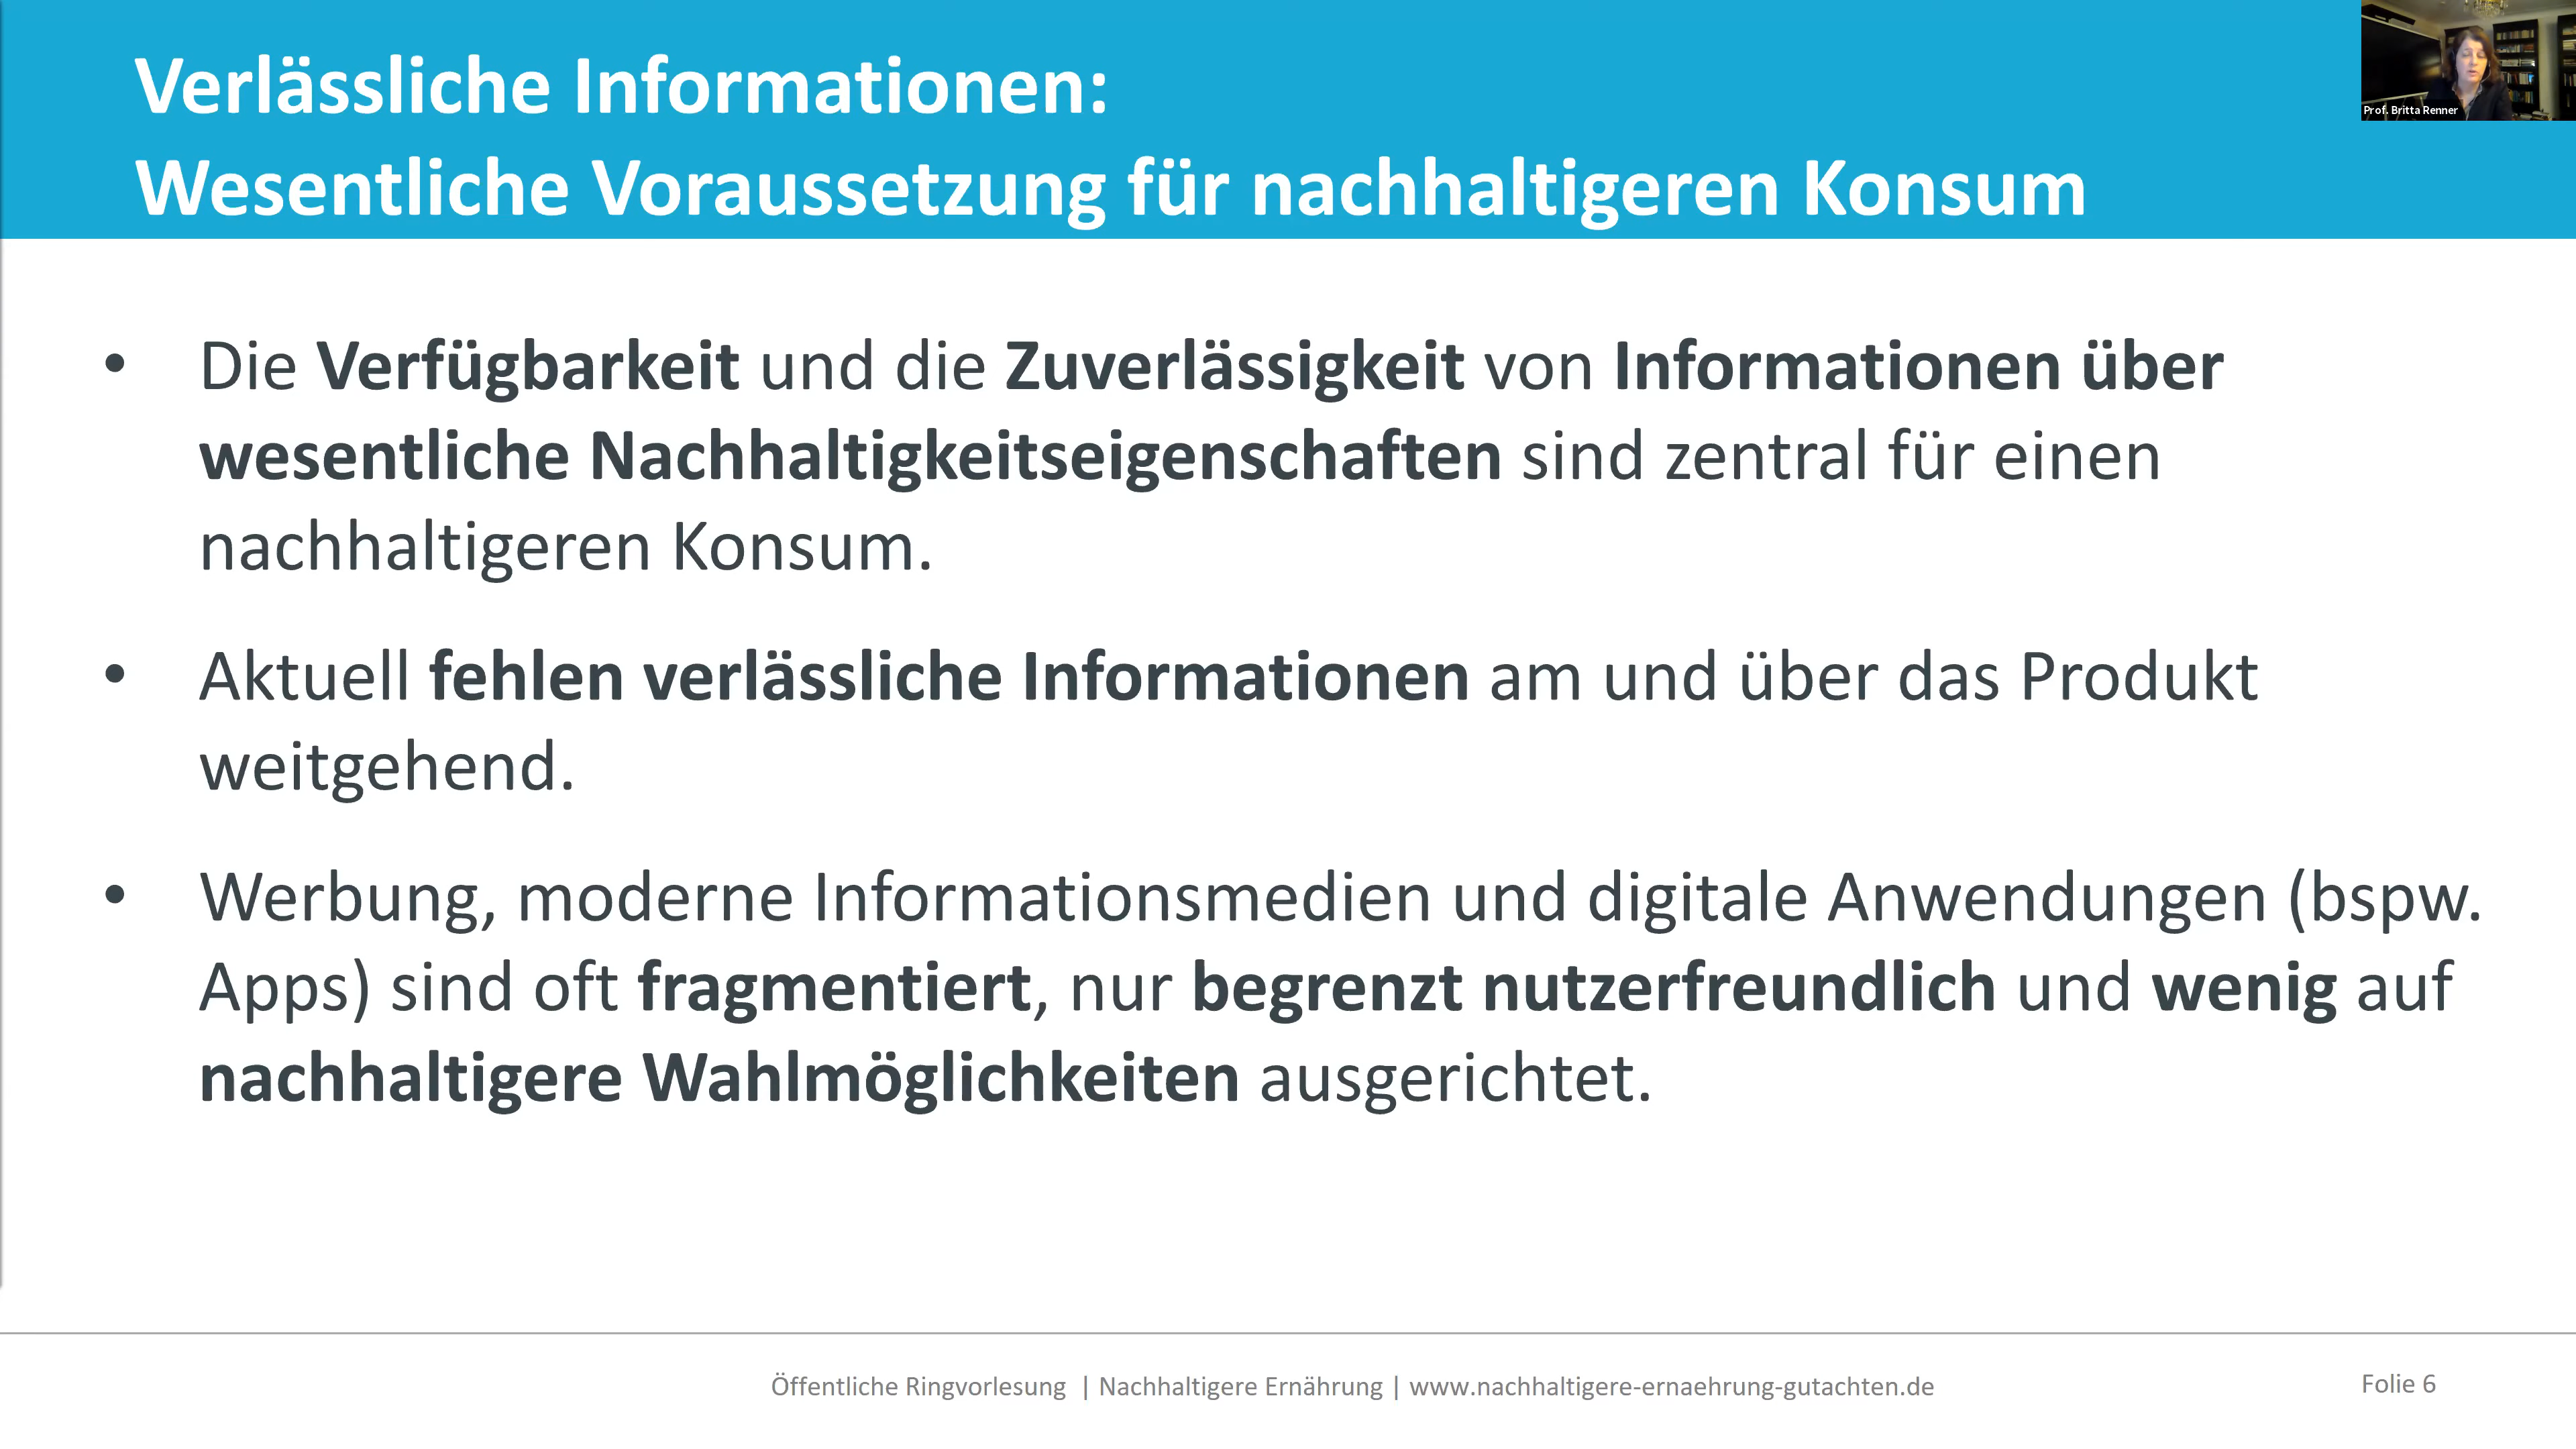 Verlässliche Informationen:
Wesentliche Voraussetzung für nachhaltigeren Konsum
Prof. Britta Renner
• Die Verfügbarkeit und die Zuverlässigkeit von Informationen über
wesentliche Nachhaltigkeitseigenschaften sind zentral für einen
nachhaltigeren Konsum.
• Aktuell fehlen verlässliche Informationen am und über das Produkt
weitgehend.
• Werbung, moderne Informationsmedien und digitale Anwendungen (bspw.
Apps) sind oft fragmentiert, nur begrenzt nutzerfreundlich und wenig auf
nachhaltigere Wahlmöglichkeiten ausgerichtet.
Öffentliche Ringvorlesung | Nachhaltigere Ernährung | www.nachhaltigere-ernaehrung-gutachten.de
Folie 6